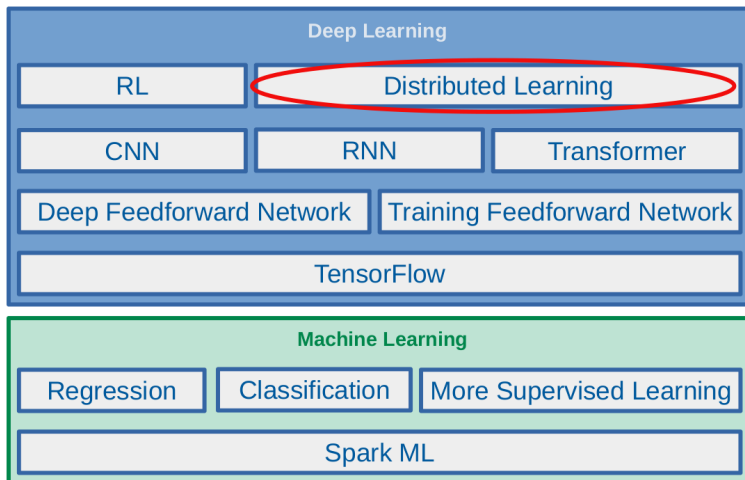 Deep Learning
RL
Distributed Learning
CNN
RNN
Transformer
Deep Feedforward Network
Training Feedforward Network
TensorFlow
Machine Learning
Regression
Classification
More Supervised Learning
Spark ML